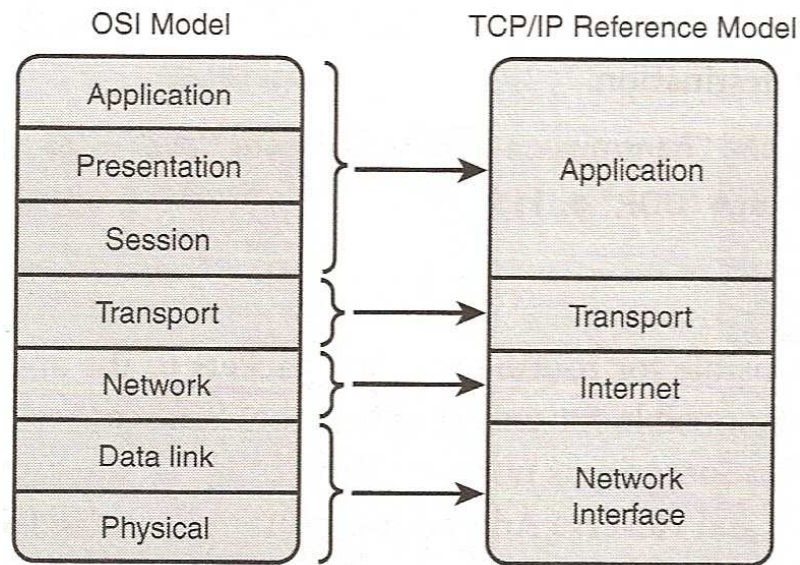 OSI Model
TCP/IP Reference Model
Application
Presentation
Session
Transport
Network
Data link
Physical
Application
Transport
Internet
Network
Interface